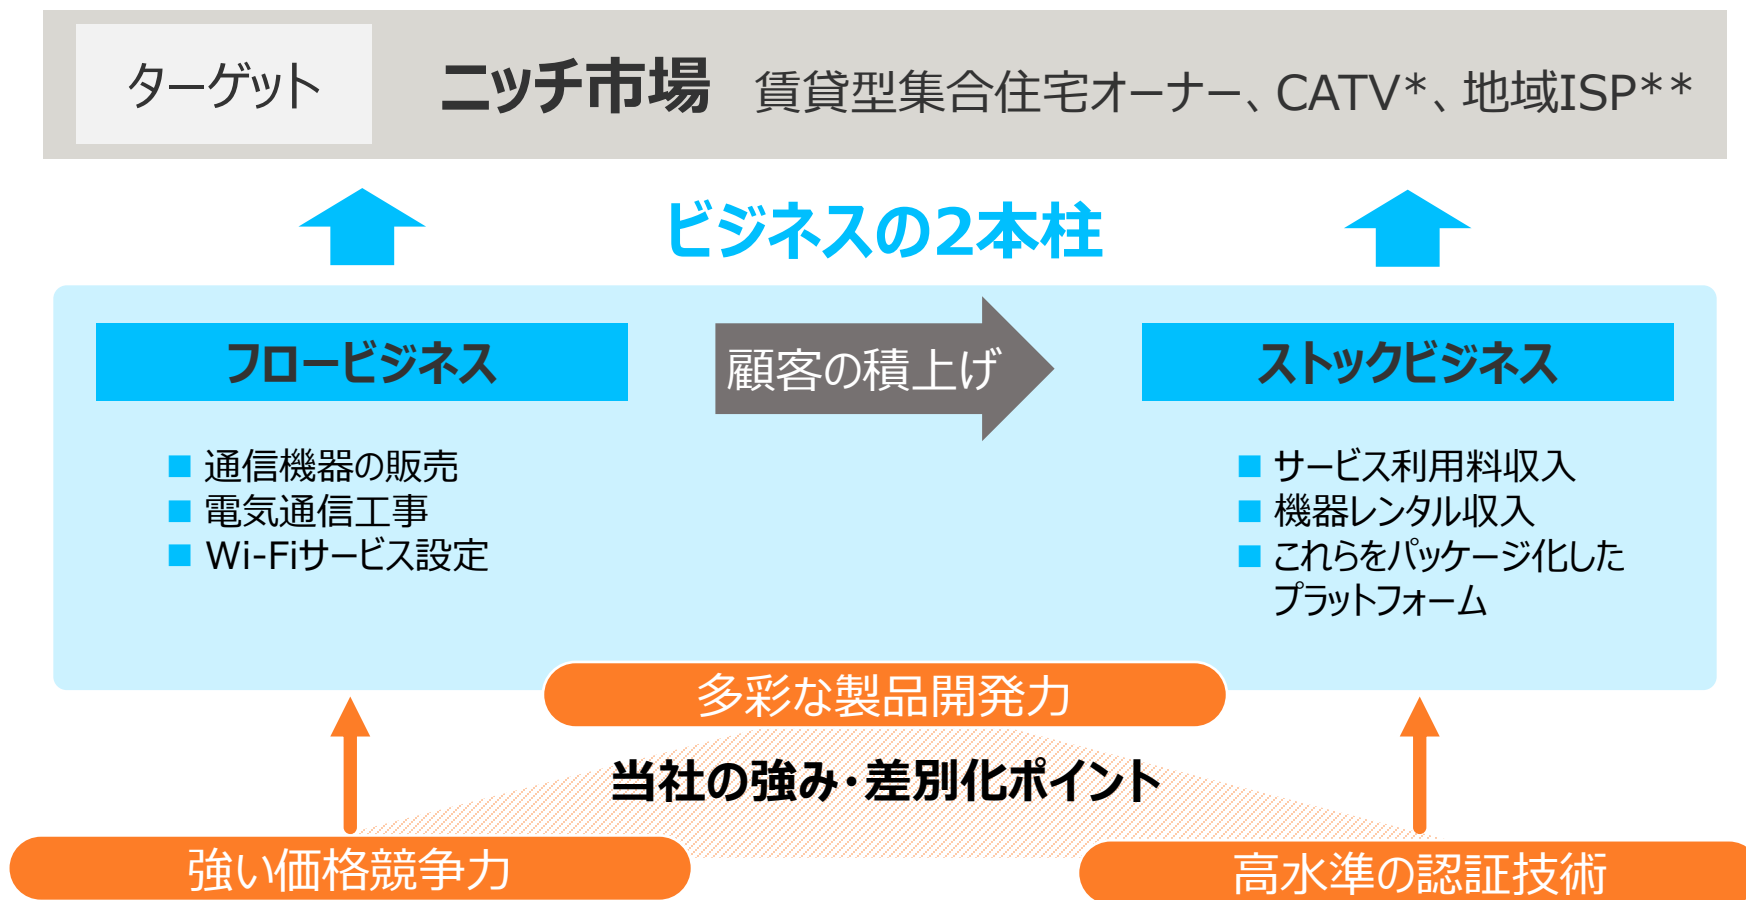 ターゲット
ニッチ市場 賃貸型集合住宅オーナー、CATV*、地域ISP**
ビジネスの2本柱
フロービジネス
顧客の積上げ
ストックビジネス
■ 通信機器の販売
■ 電気通信工事
■ Wi-Fiサービス設定
■ サービス利用料収入
■ 機器レンタル収入
■ これらをパッケージ化した
プラットフォーム
多彩な製品開発力
当社の強み・差別化ポイント
強い価格競争力
高水準の認証技術